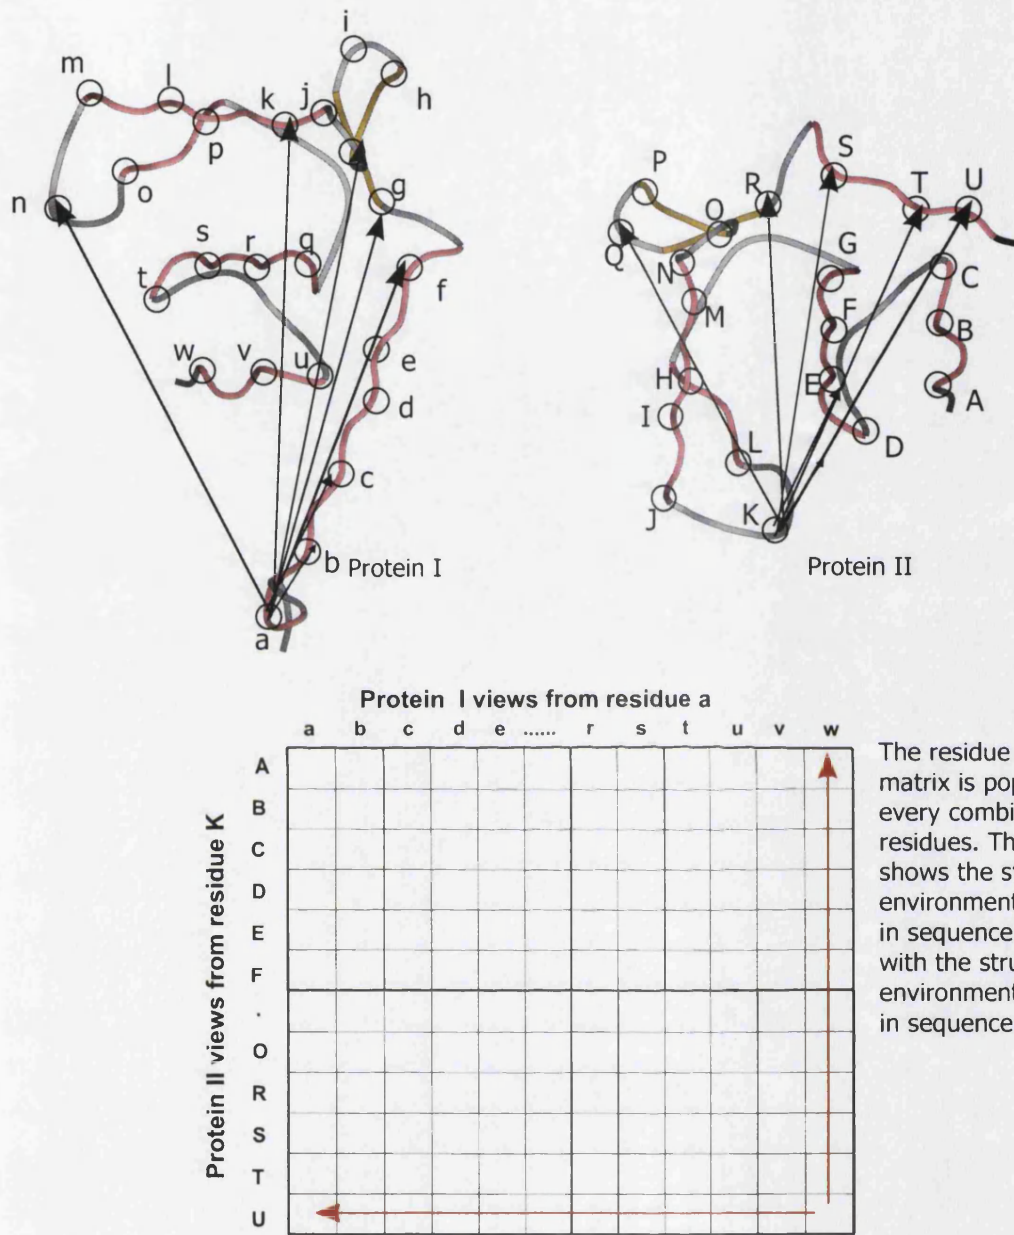 i
m
l
k
j
h
p
g
n
o
s
r
q
t
f
w
v
u
e
d
c
b
Protein I
a
S
P
R
T
U
O
G
Q
N
C
M
F
B
H
E
A
I
D
L
J
K
Protein II
Protein I views from residue a
a b c d e ...... r s t u v w
Protein II views from residue K
A
B
C
D
E
F
.
O
R
S
T
U
The residue
matrix is pop
every combi
residues. Th
shows the st
environment
in sequence
with the stru
environment
in sequence